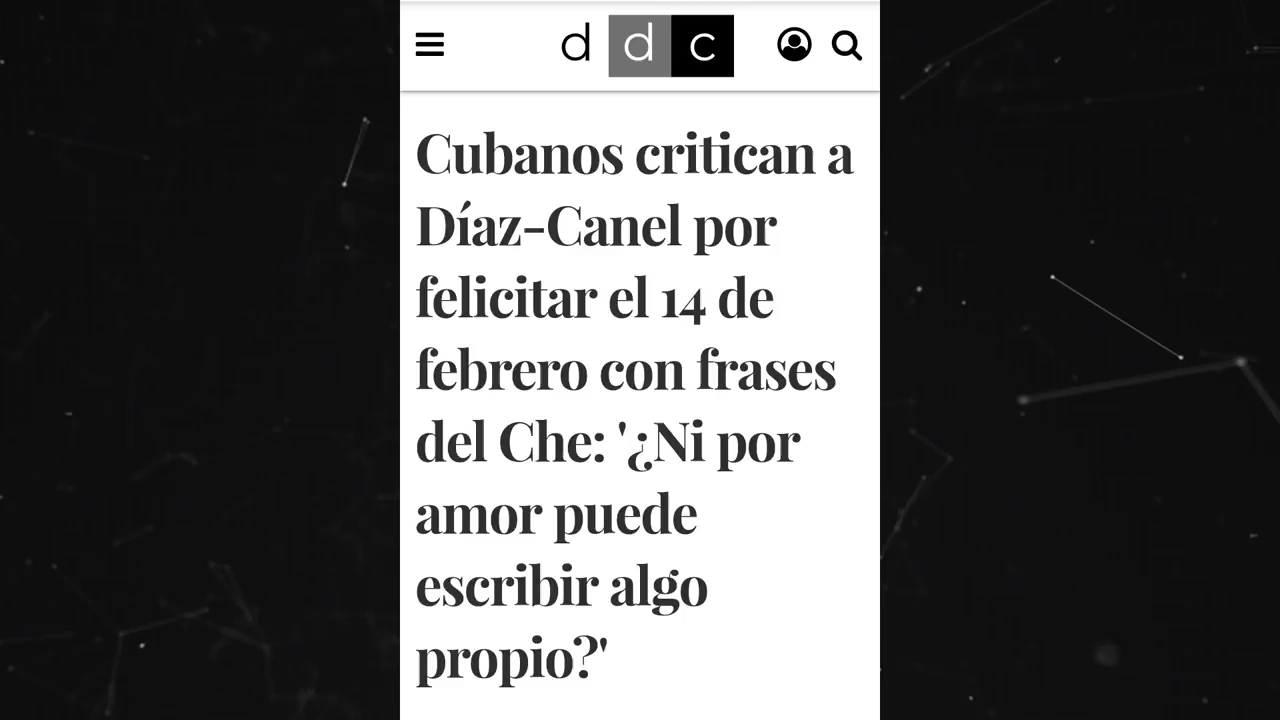 ddc
Cubanos critican a
Díaz-Canel por
felicitar el 14 de
febrero con frases
del Che: '¿Ni por
amor puede
escribir algo
propio?'